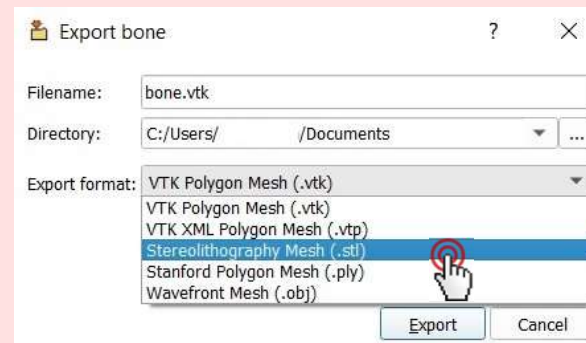 Export bone ?
Filename: bone.vtk
Directory: C:/Users/ /Documents ...
Export format: VTK Polygon Mesh (.vtk)
VTK Polygon Mesh (.vtk)
VTK XML Polygon Mesh (.vtp)
Stereolithography Mesh (.stl)
Stanford Polygon Mesh (.ply)
Wavefront Mesh (.obj)
Export Cancel